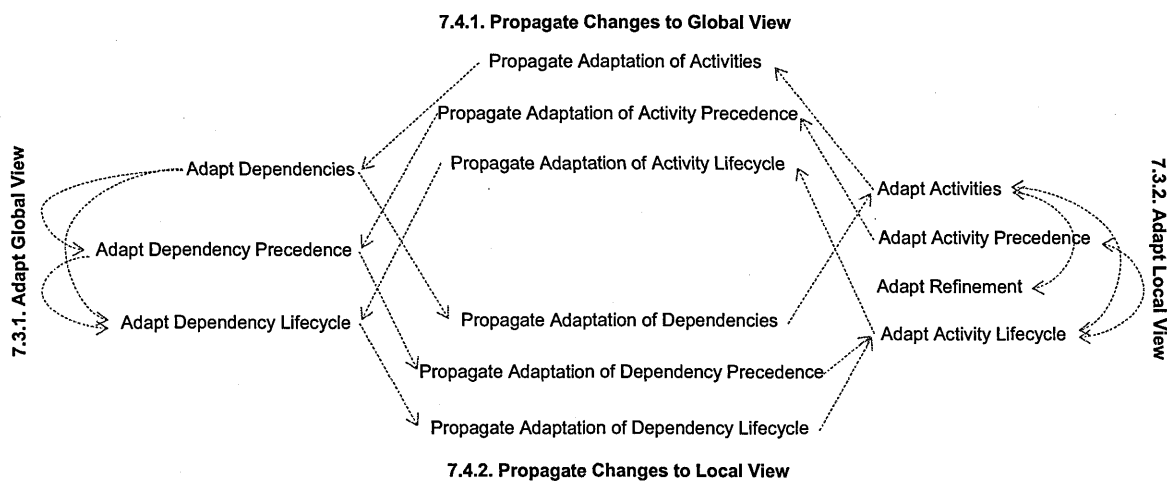 7.4.1. Propagate Changes to Global View
Propagate Adaptation of Activities
Propagate Adaptation of Activity Precedence
Propagate Adaptation of Activity Lifecycle
7.3.1. Adapt Global View
Adapt Dependencies
Adapt Dependency Precedence
Adapt Dependency Lifecycle
Adapt Activities
Adapt Activity Precedence
Adapt Refinement
Adapt Activity Lifecycle
7.3.2. Adapt Local View
Propagate Adaptation of Dependencies
Propagate Adaptation of Dependency Precedence
Propagate Adaptation of Dependency Lifecycle
7.4.2. Propagate Changes to Local View